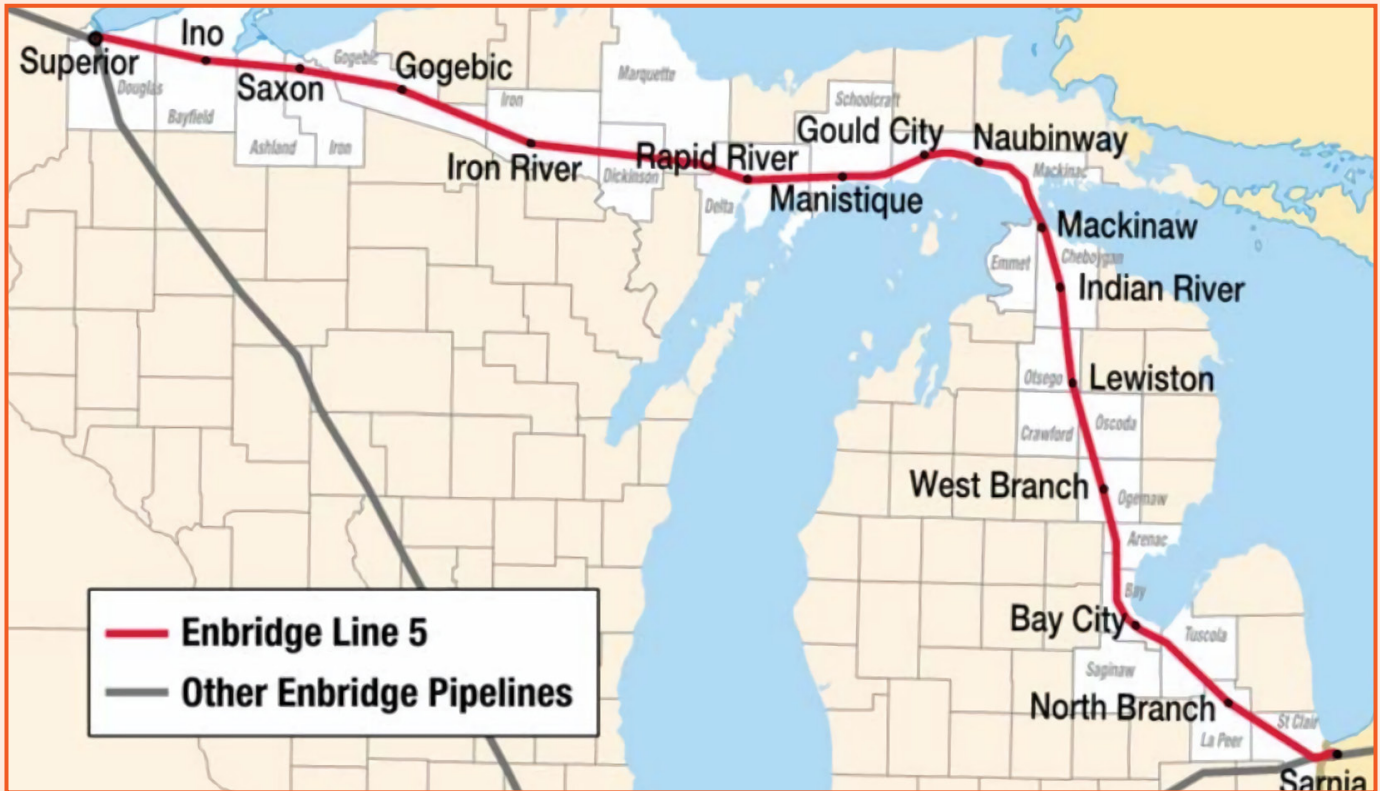 Superior
Ino
Saxon
Gogebic
Gogebic
Iron River
Rapid River
Manistique
Gould City
Naubinway
Mackinaw
Indian River
Lewiston
West Branch
Bay City
North Branch
Sarnia
Douglas
Bayfield
Ashland
Iron
Iron
Marquette
Dickinson
Delta
Schoolcraft
Mackinac
Emmet
Cheboygan
Otsego
Crawford
Oscoda
Ogemaw
Arenac
Bay
Tuscola
Saginaw
La Peer
St Clair
Enbridge Line 5
Other Enbridge Pipelines